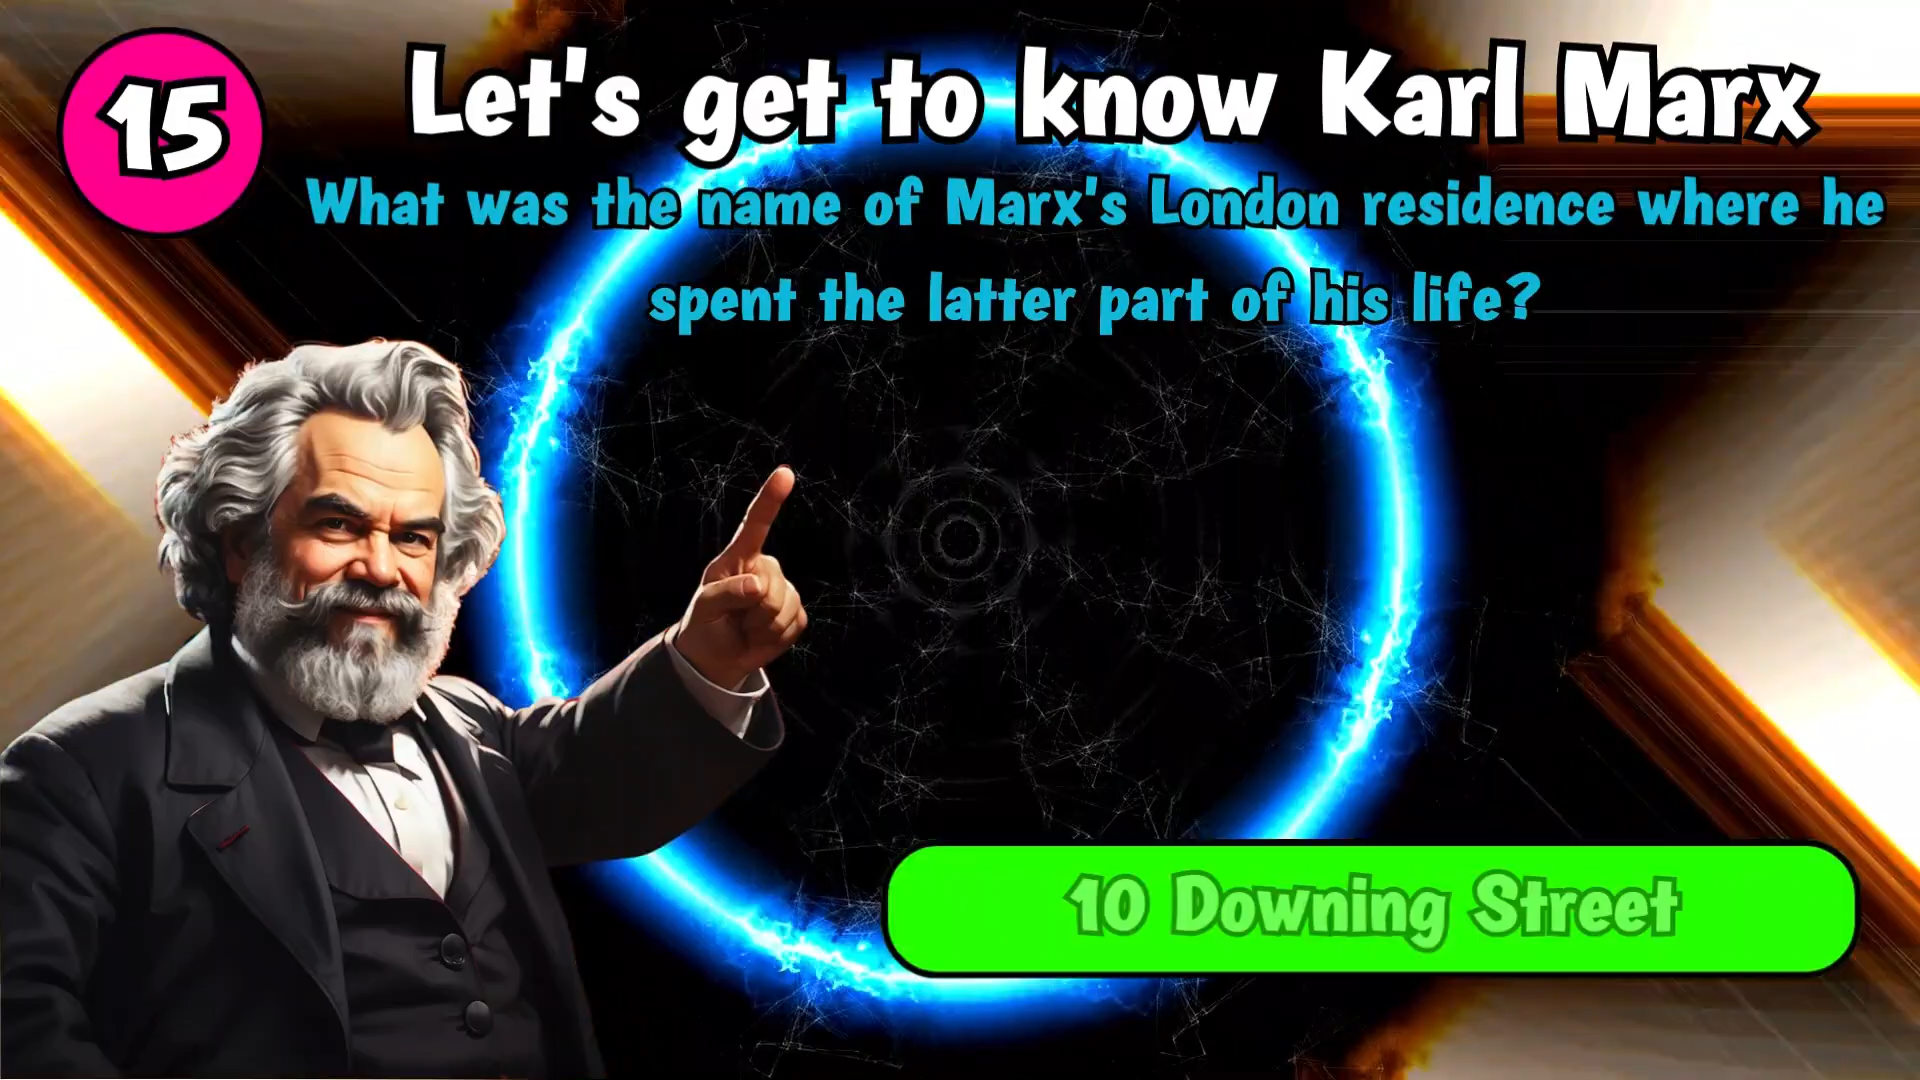 15
Let's get to know Karl Marx
What was the name of Marx's London residence where he
spent the latter part of his life?
10 Downing Street